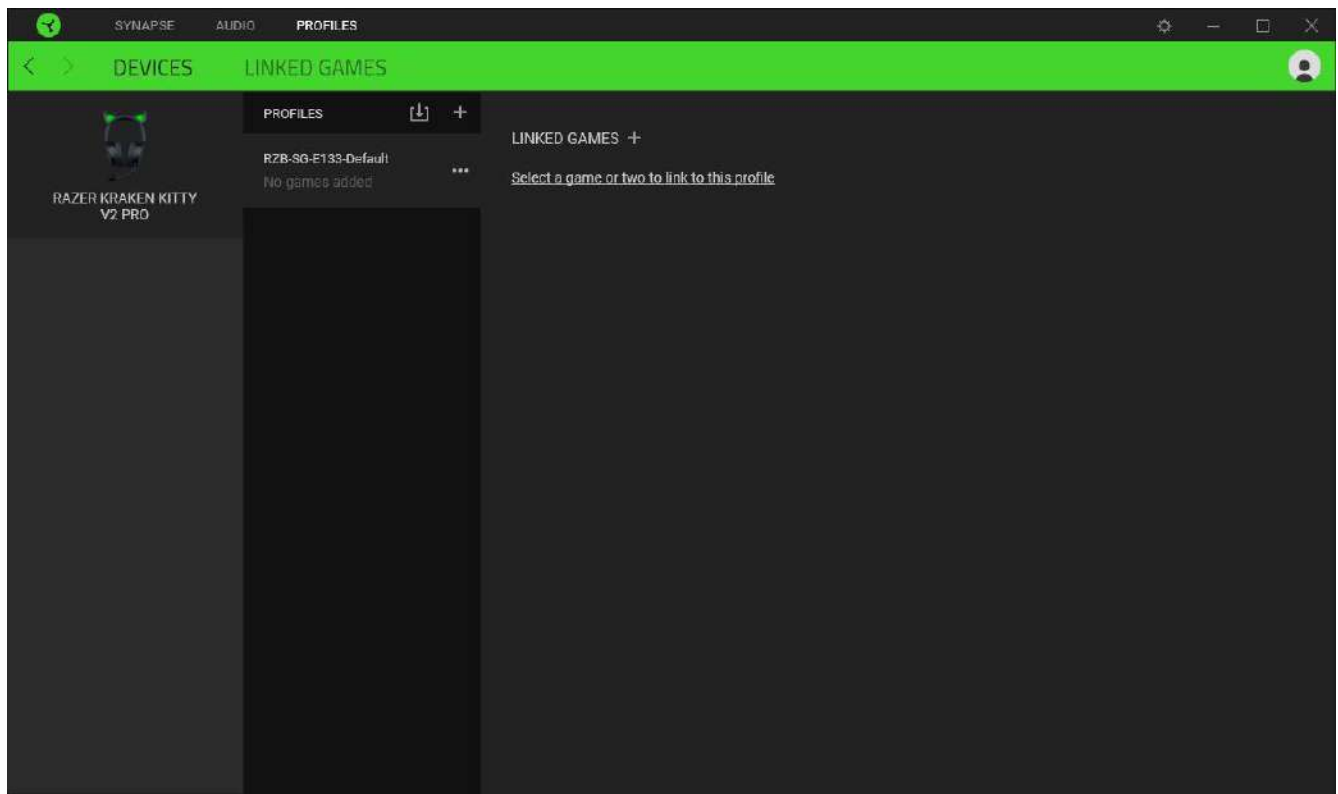 SYNAPSE AUDIO PROFILES
DEVICES LINKED GAMES
RAZER KRAKEN KITTY
V2 PRO
PROFILES
RZB-SG-E133-Default
No games added
LINKED GAMES
Select a game or two to link to this profile